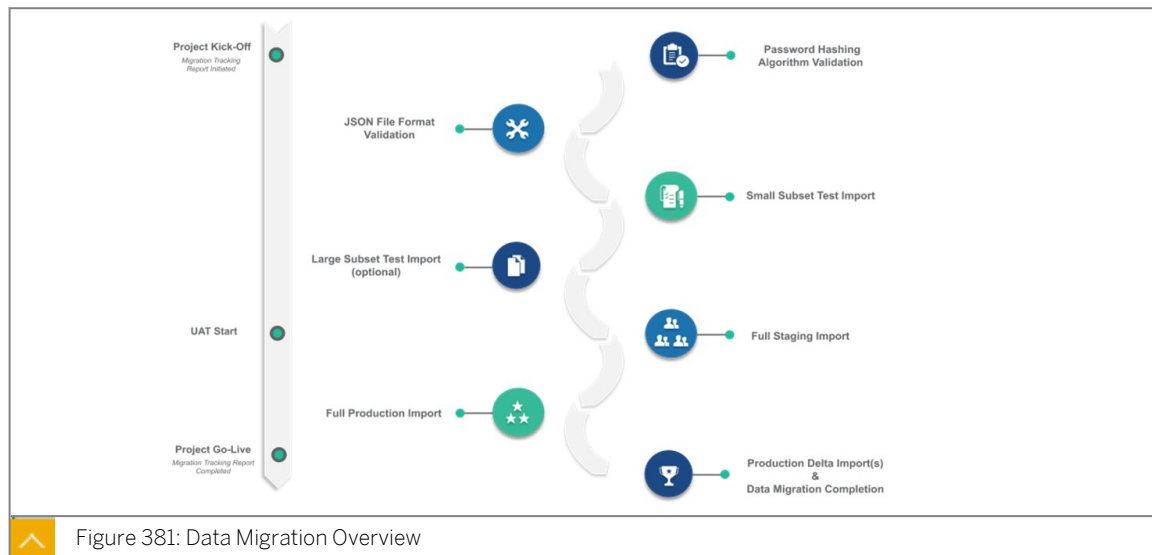 Project Kick-Off
Migration Tracking
Report Initiated
Password Hashing
Algorithm Validation
JSON File Format
Validation
Small Subset Test Import
Large Subset Test Import
(optional)
UAT Start
Full Staging Import
Full Production Import
Project Go-Live
Migration Tracking Report
Completed
Production Delta Import(s)
&
Data Migration Completion
Figure 381: Data Migration Overview